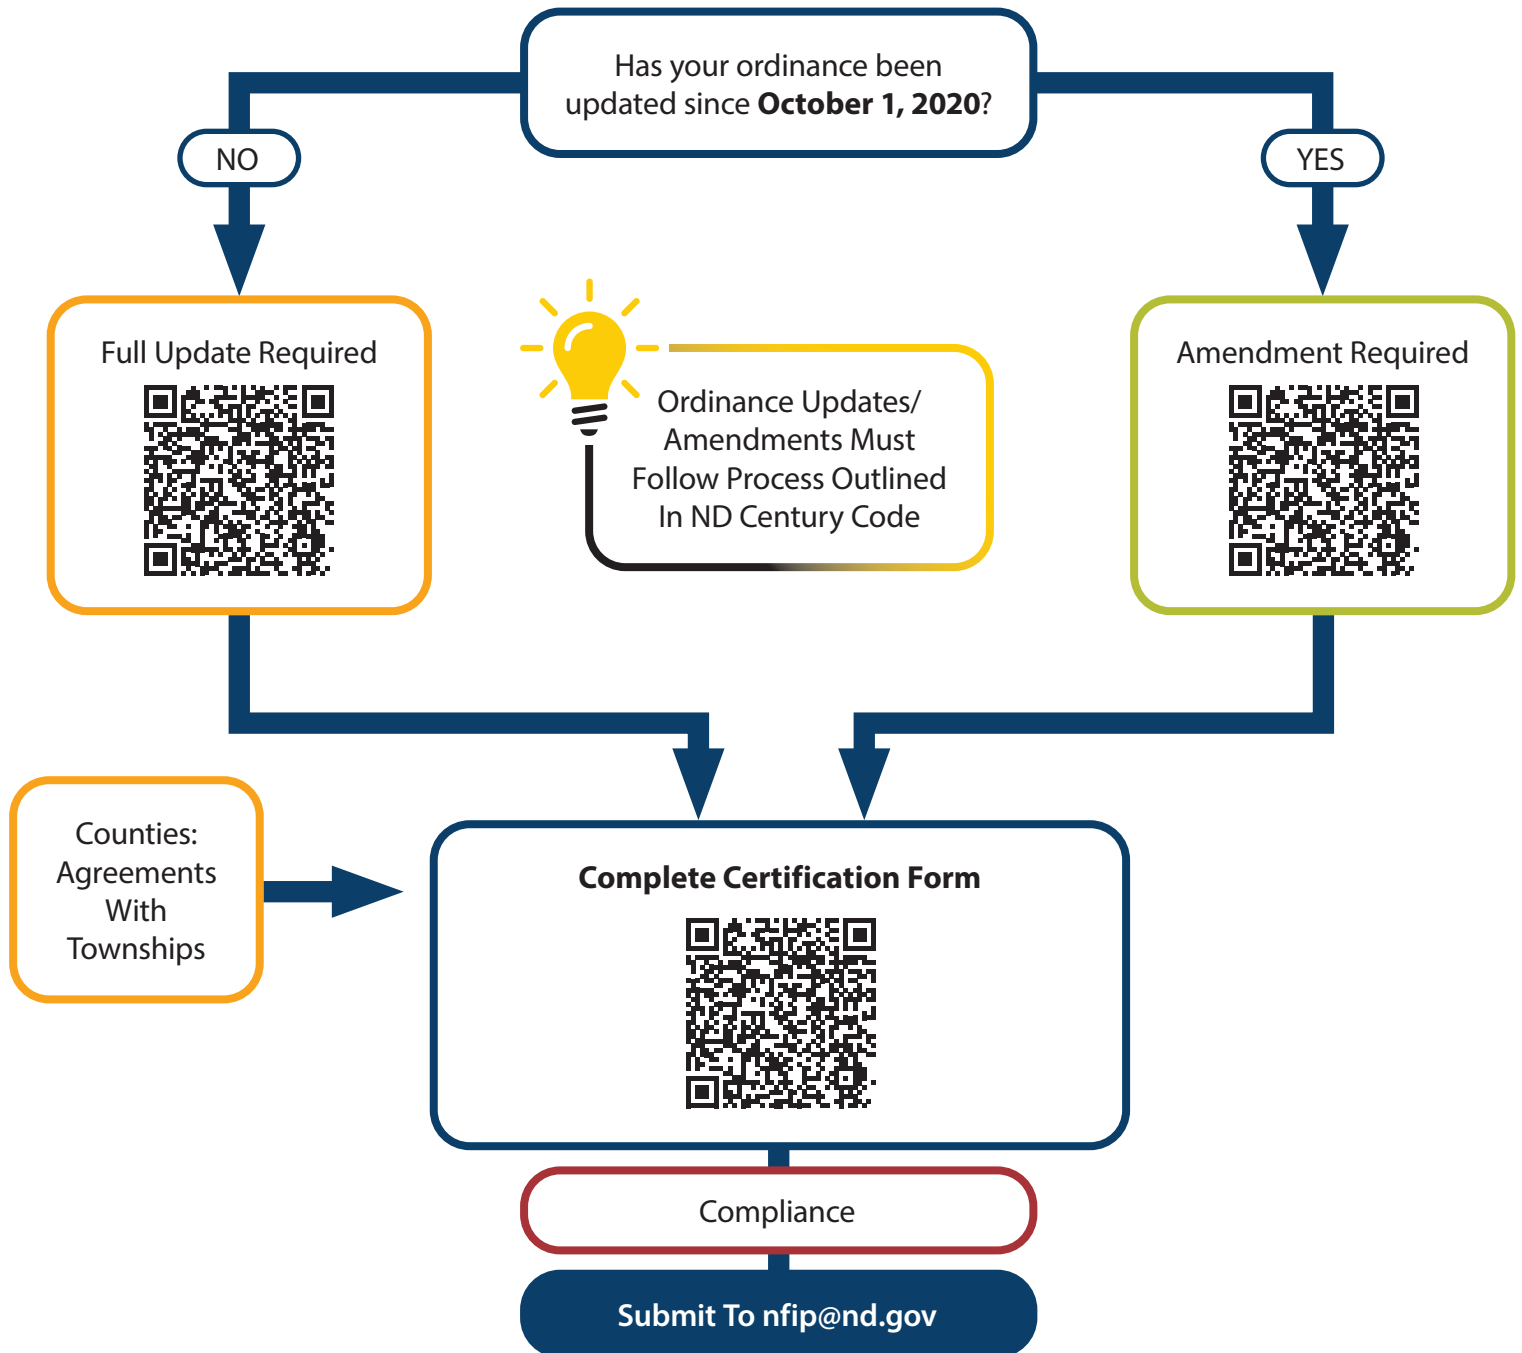 Has your ordinance been
updated since October 1, 2020?
NO
YES
Full Update Required
Ordinance Updates/
Amendments Must
Follow Process Outlined
In ND Century Code
Amendment Required
Counties:
Agreements
With
Townships
Complete Certification Form
Compliance
Submit To nfip@nd.gov